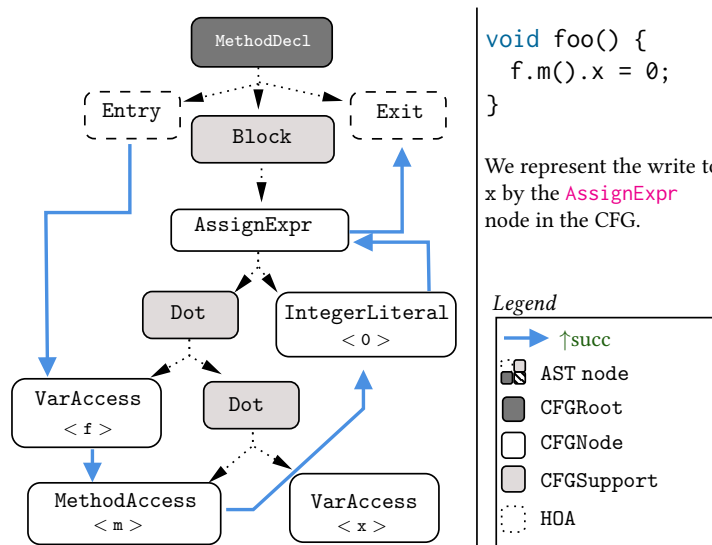 MethodDecl
Entry
Exit
Block
AssignExpr
Dot
IntegerLiteral
< 0 >
VarAccess
< f >
Dot
MethodAccess
< m >
VarAccess
< x >
void foo() {
f.m().x = 0;
}
We represent the write to
x by the AssignExpr
node in the CFG.
Legend
↑succ
AST node
CFGRoot
CFGNode
CFGSupport
HOA